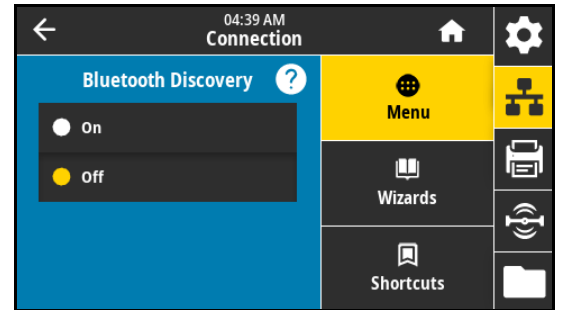 04:39 AM
Connection
Bluetooth Discovery ?
On
Off
Menu
Wizards
Shortcuts